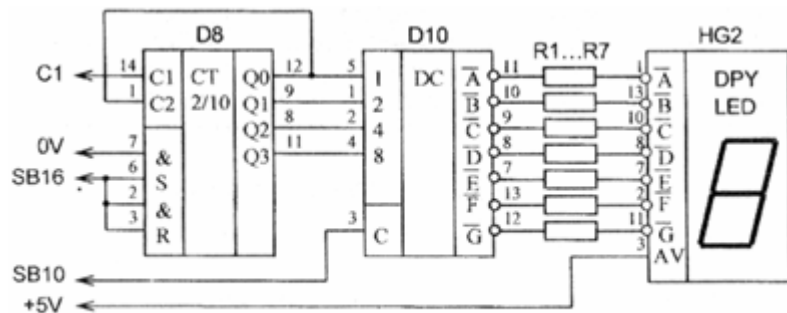 D8 D10 R1...R7 HG2
C1 14 C1 CT Q0 12 5 1 DC A 11 1 A DPY
1 C2 2/10 Q1 9 1 2 B 10 13 B LED
Q2 8 2 4 C 9 10 C
0V 7 & Q3 11 4 8 D 8 8 D
SB16 6 S E 7 7 E
2 & F 13 2 F
3 R 3 C G 12 11 G
SB10 3 AV
+5V